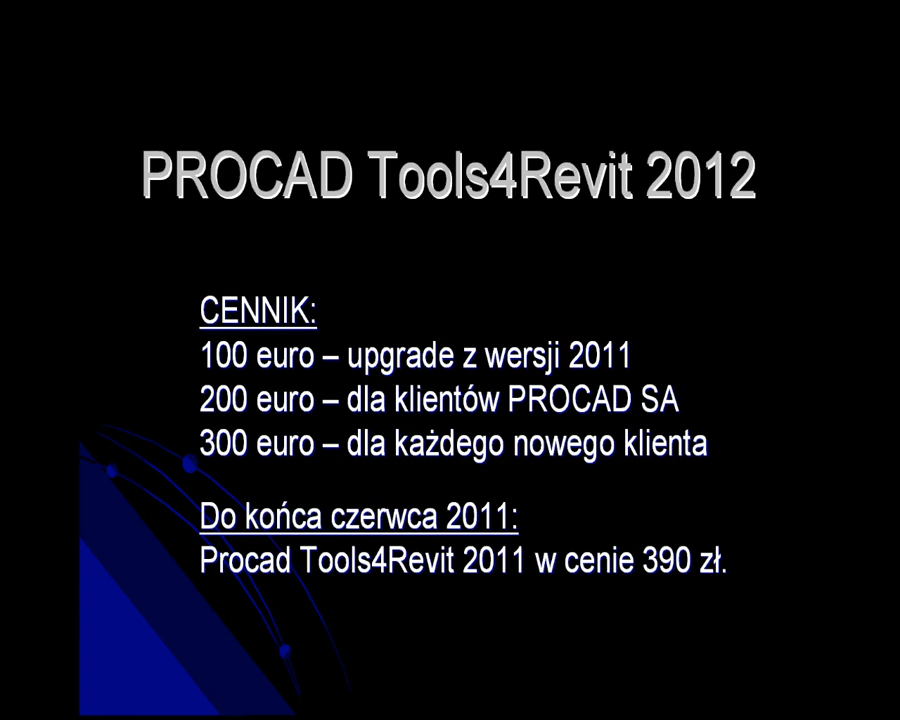 PROCAD Tools4Revit 2012
CENNIK:
100 euro – upgrade z wersji 2011
200 euro – dla klientów PROCAD SA
300 euro – dla każdego nowego klienta
Do końca czerwca 2011:
Procad Tools4Revit 2011 w cenie 390 zł.